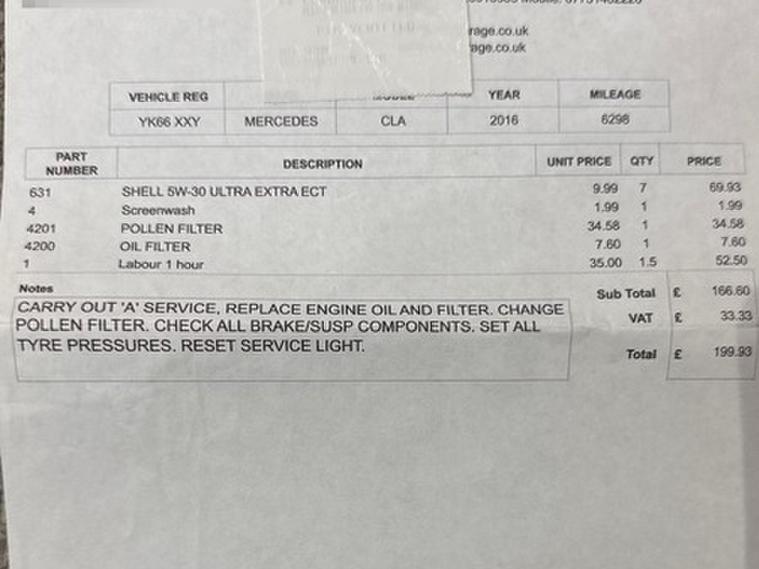 rage.co.uk
age.co.uk
VEHICLE REG YEAR MILEAGE
YK66 XXY MERCEDES CLA 2016 6298
PART NUMBER DESCRIPTION UNIT PRICE QTY PRICE
631 SHELL 5W-30 ULTRA EXTRA ECT 9.99 7 69.93
4 Screenwash 1.99 1 1.99
4201 POLLEN FILTER 34.58 1 34.58
4200 OIL FILTER 7.60 1 7.60
1 Labour 1 hour 35.00 1.5 52.50
Notes
CARRY OUT 'A' SERVICE, REPLACE ENGINE OIL AND FILTER. CHANGE
POLLEN FILTER. CHECK ALL BRAKE/SUSP COMPONENTS. SET ALL
TYRE PRESSURES. RESET SERVICE LIGHT.
Sub Total £ 166.60
VAT £ 33.33
Total £ 199.93